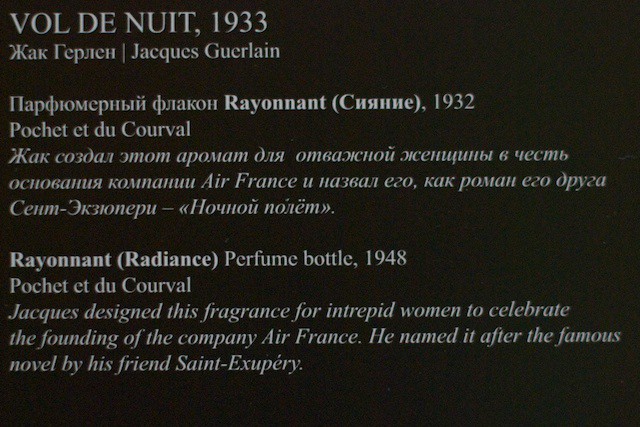 VOL DE NUIT, 1933
Жак Герлен | Jacques Guerlain
Парфюмерный флакон Rayonnant (Сияние), 1932
Pochet et du Courval
Жак создал этот аромат для отважной женщины в честь
основания компании Air France и назвал его, как роман его друга
Сент-Экзюпери – «Ночной полёт».
Rayonnant (Radiance) Perfume bottle, 1948
Pochet et du Courval
Jacques designed this fragrance for intrepid women to celebrate
the founding of the company Air France. He named it after the famous
novel by his friend Saint-Exupéry.